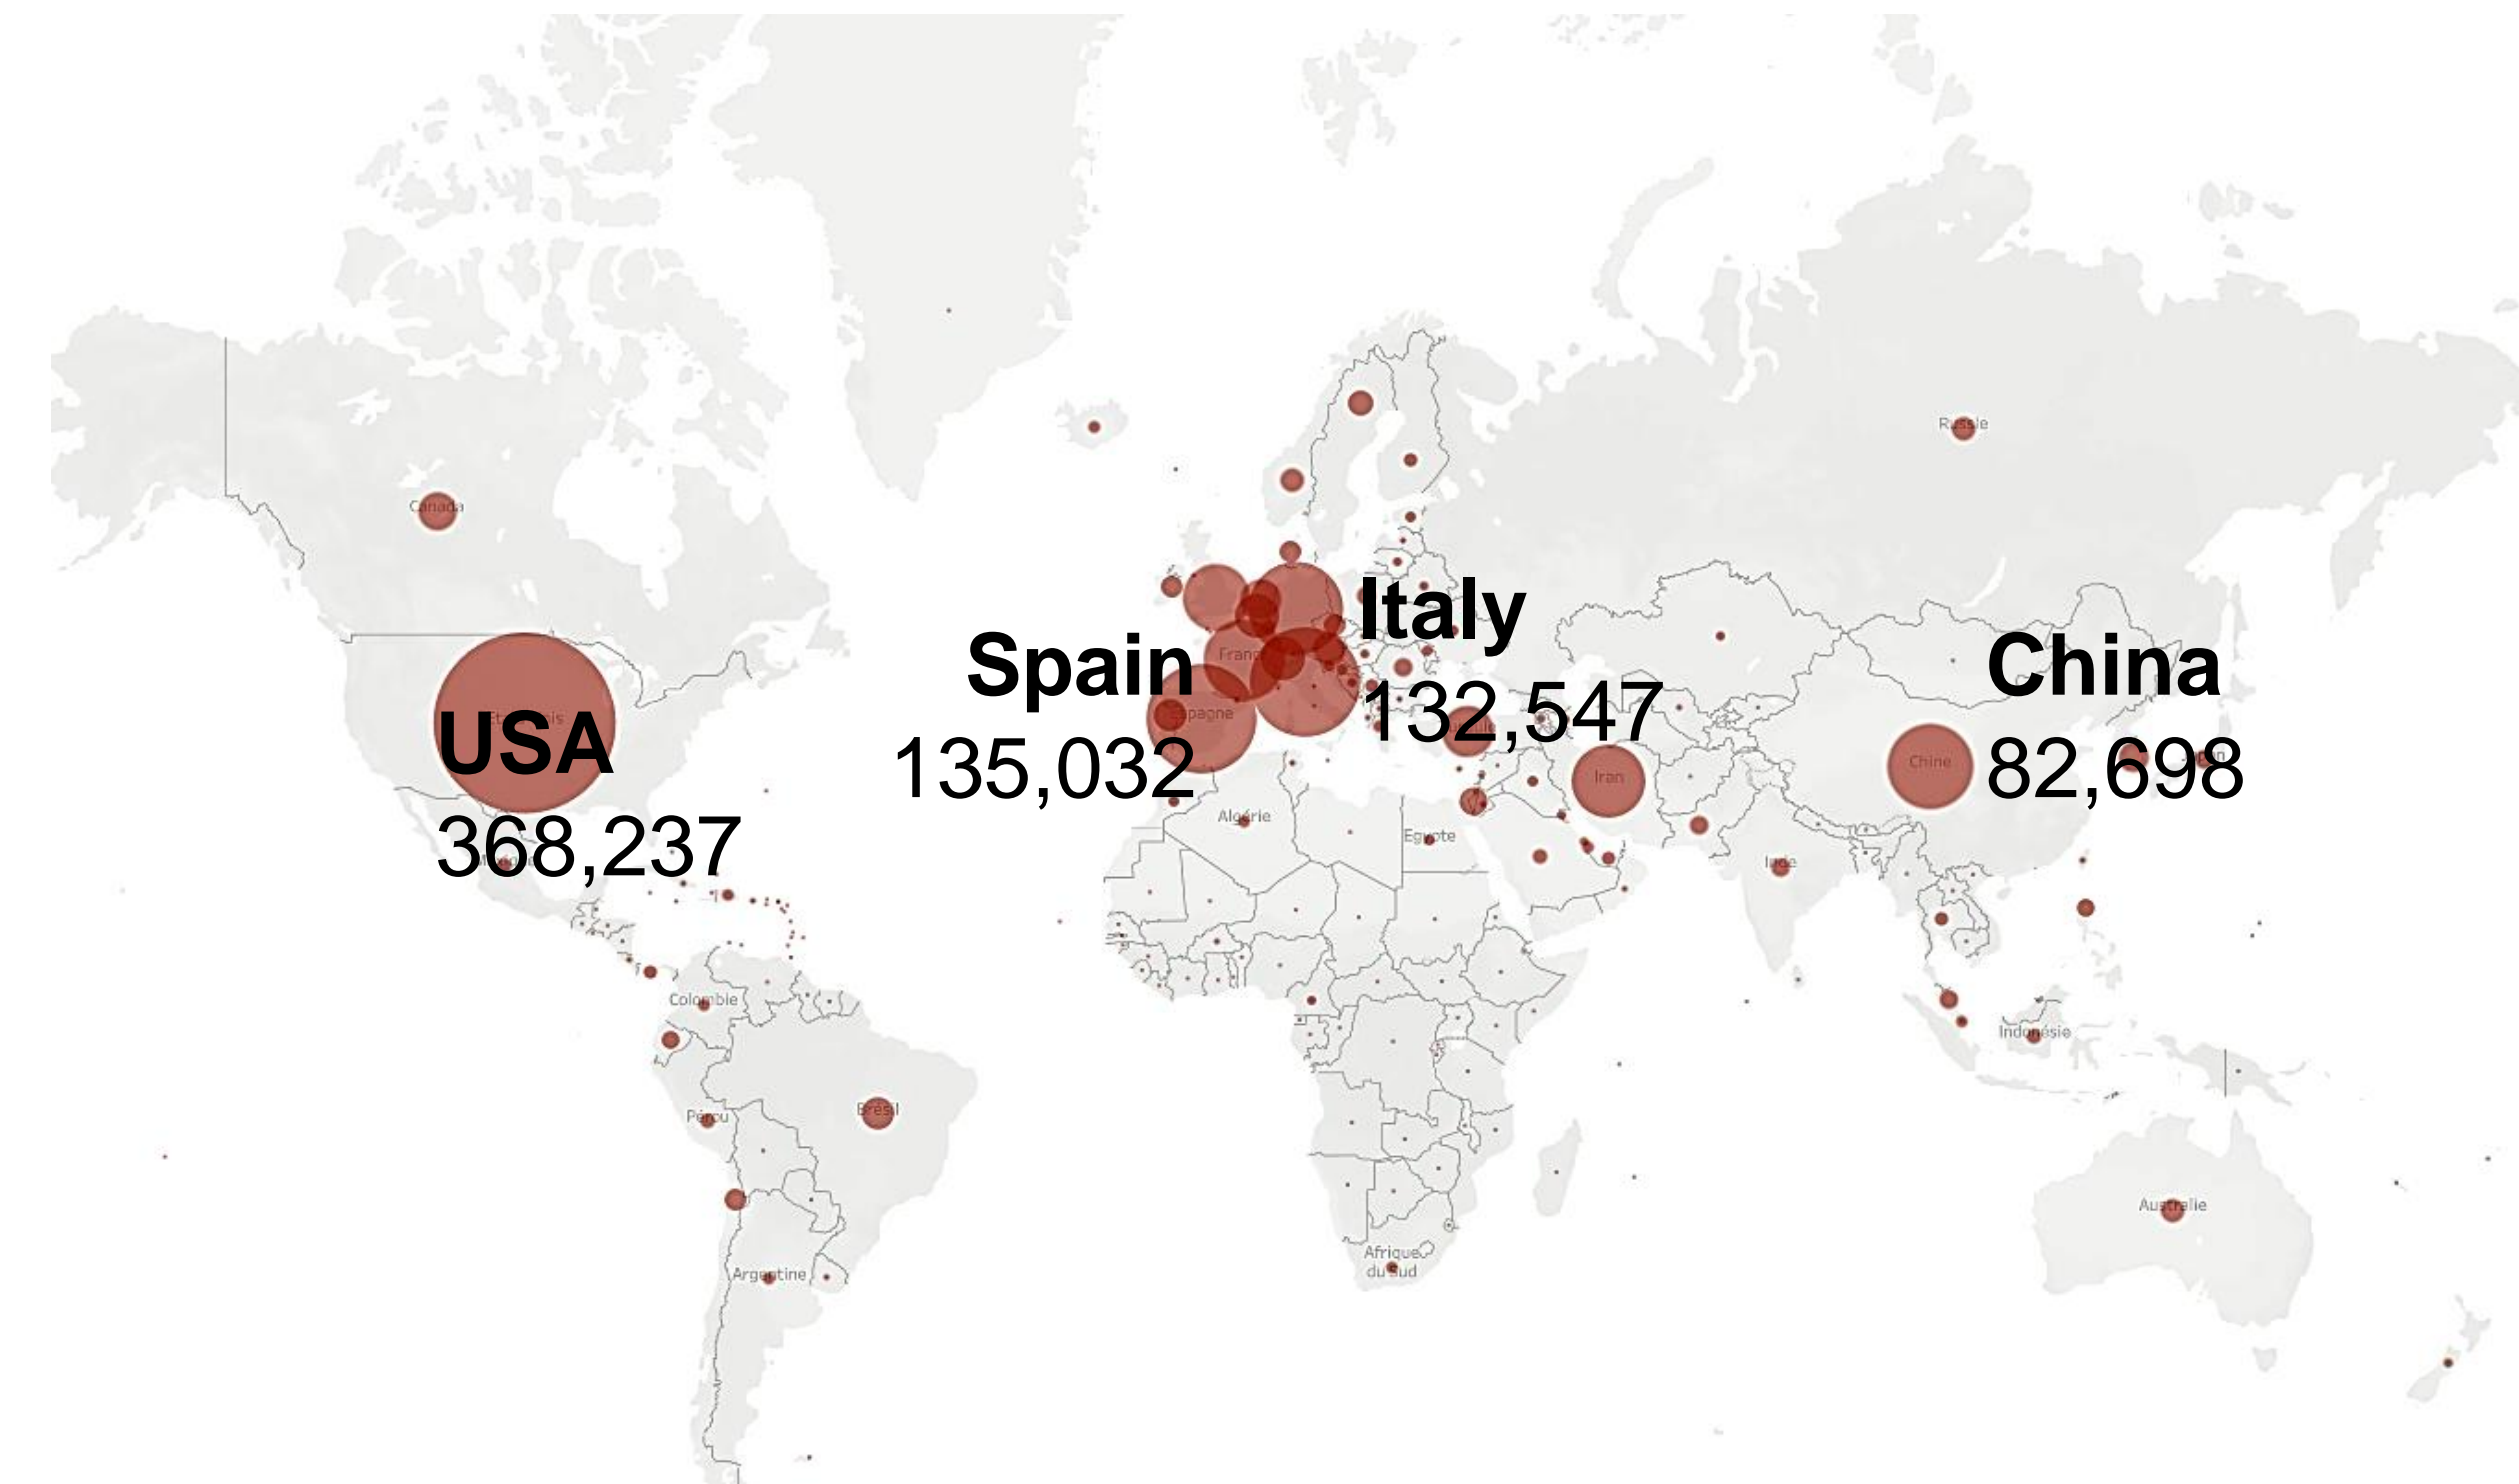 Russie
Canada
Italy
132,547
Spain
135,032
China
82,698
USA
368,237
Espagne
Iran
Chine
Algérie
Egypte
Inde
Colombie
Indonésie
Pérou
Brésil
Australie
Argentine
Afrique
du Sud